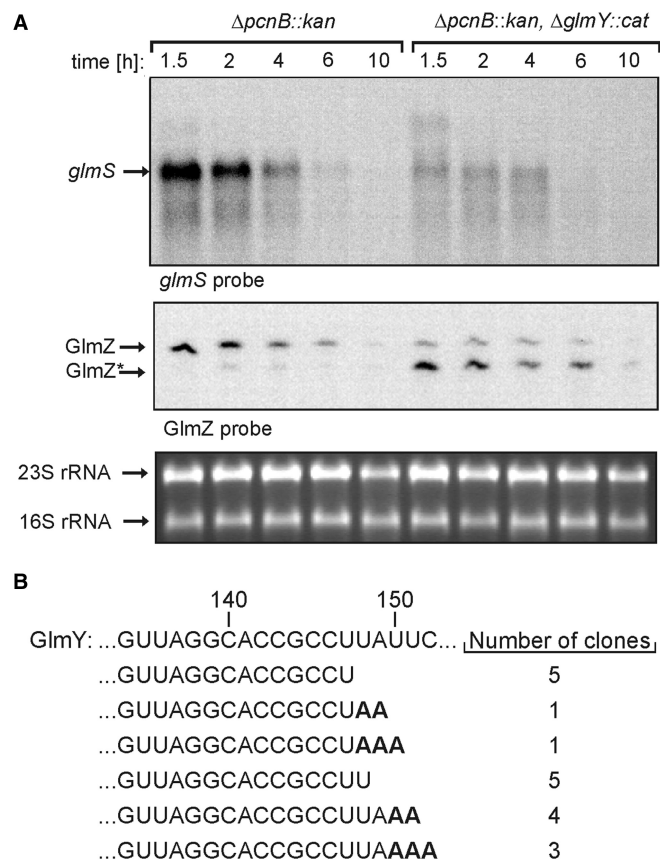 A
ΔpcnB::kan
ΔpcnB::kan, ΔglmY::cat
time [h]: 1.5 2 4 6 10 1.5 2 4 6 10
glmS
glmS probe
GlmZ
GlmZ*
GlmZ probe
23S rRNA
16S rRNA
B
140 150
GlmY: ...GUUAGGCACCGCCUUAUUC... Number of clones
...GUUAGGCACCGCCU 5
...GUUAGGCACCGCCUAA 1
...GUUAGGCACCGCCUAAA 1
...GUUAGGCACCGCCUU 5
...GUUAGGCACCGCCUUAAA 4
...GUUAGGCACCGCCUUAAAA 3